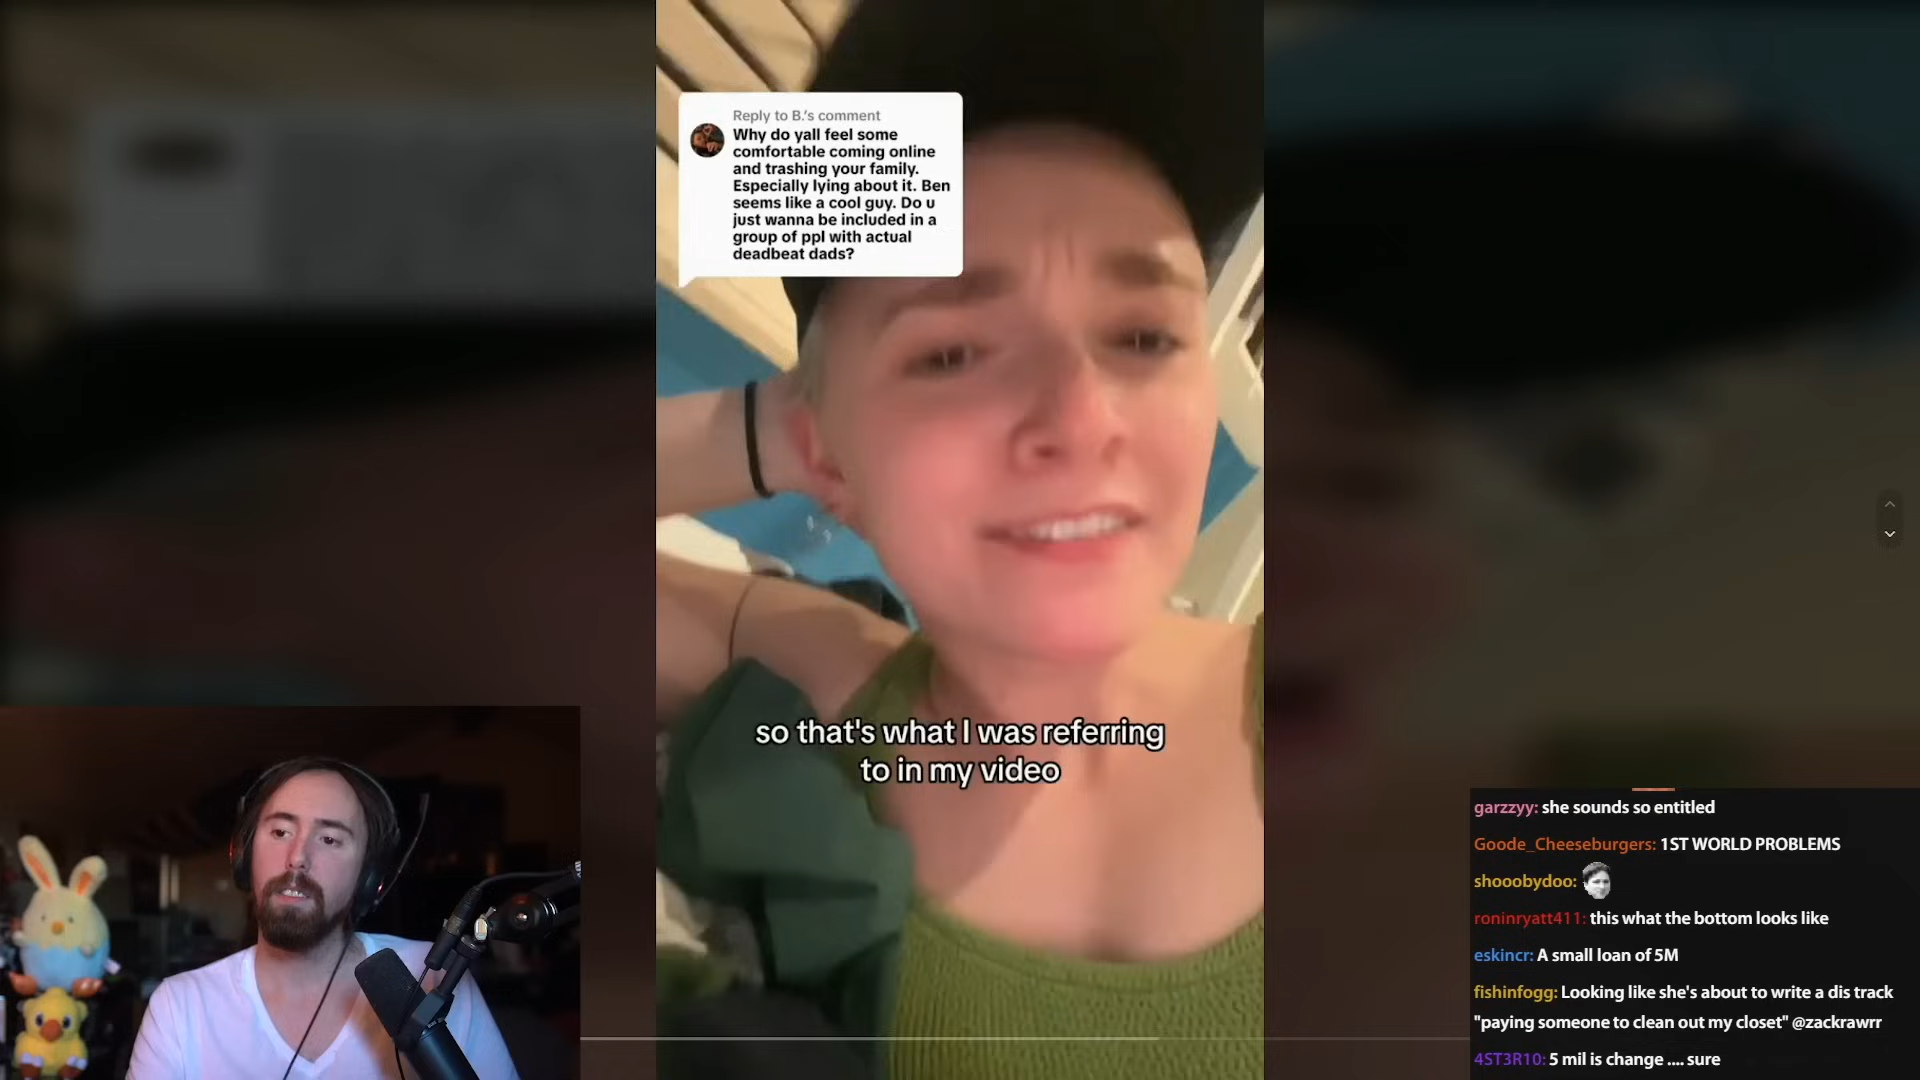 Reply to B.'s comment
Why do yall feel some
comfortable coming online
and trashing your family.
Especially lying about it. Ben
seems like a cool guy. Do u
just wanna be included in a
group of ppl with actual
deadbeat dads?
so that's what I was referring
to in my video
garzzyy: she sounds so entitled
Goode_Cheeseburgers: 1ST WORLD PROBLEMS
shooobydoo:
roninryatt411: this what the bottom looks like
eskincr: A small loan of 5M
fishinfogg: Looking like she's about to write a dis track
"paying someone to clean out my closet" @zackrawrr
4ST3R10: 5 mil is change .... sure